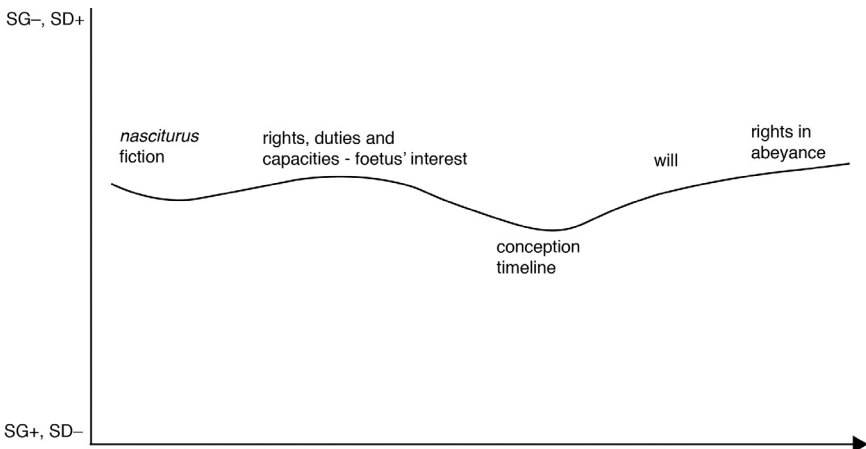 SG–, SD+
nasciturus
fiction
rights, duties and
capacities - foetus' interest
will
rights in
abeyance
conception
timeline
SG+, SD–